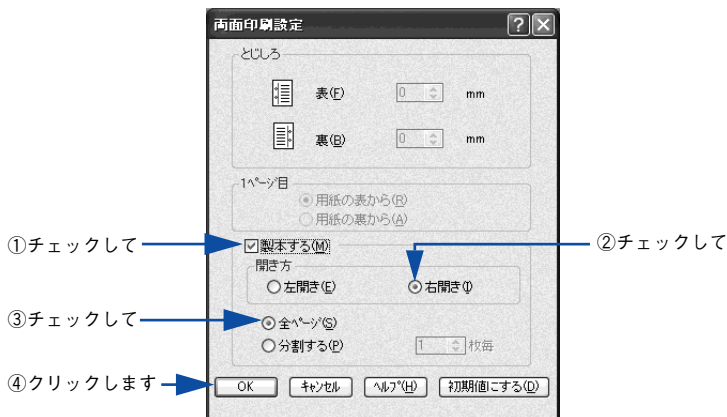 両面印刷設定
とじしろ
表(F) 0 mm
裏(B) 0 mm
1ページ目
用紙の表から(R)
用紙の裏から(A)
①チェックして
製本する(M)
②チェックして
開き方
左開き(E) 右開き(I)
③チェックして
全ページ(S)
分割する(P) 1 枚毎
④クリックします
OK キャンセル ヘルプ(H) 初期値にする(D)